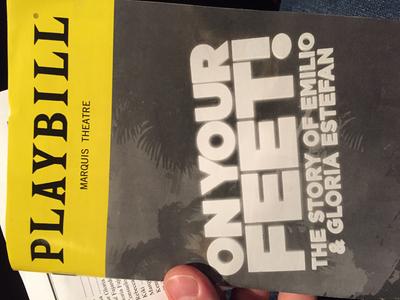 PLAYBILL®
MARQUIS THEATRE
ON YOUR
FEET!
THE STORY OF EMILIO
& GLORIA ESTEFAN